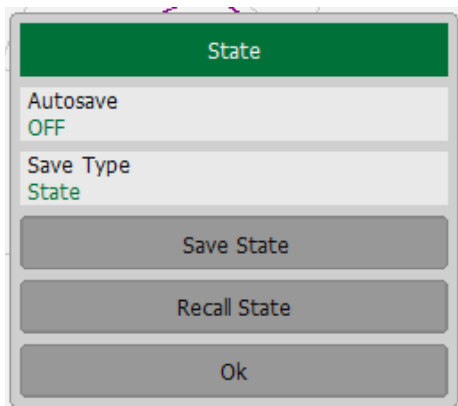 State
Autosave
OFF
Save Type
State
Save State
Recall State
Ok